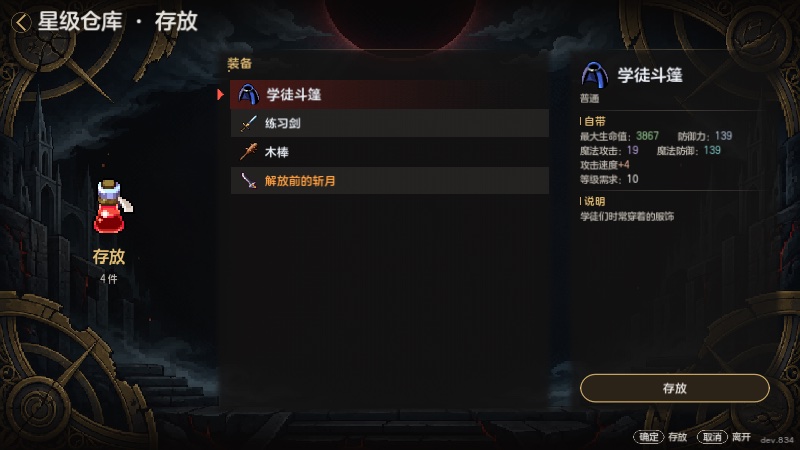 星级仓库 · 存放
装备
学徒斗篷
练习剑
木棒
解放前的斩月
存放
4 件
学徒斗篷
普通
自带
最大生命值：3867 防御力：139
魔法攻击：19 魔法防御：139
攻击速度+4
等级需求：10
说明
学徒们时常穿着的服饰
存放
确定 存放 取消 离开
dev.834